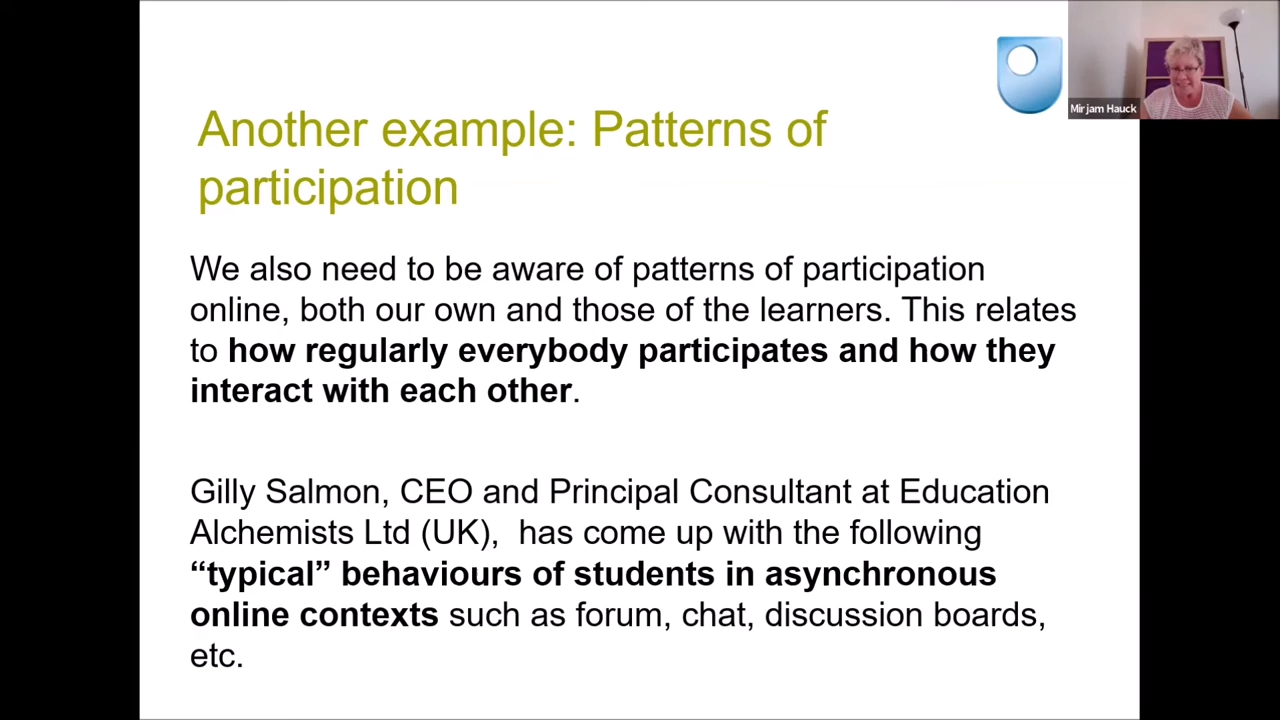 Mirjam Hauck
Another example: Patterns of
participation
We also need to be aware of patterns of participation
online, both our own and those of the learners. This relates
to how regularly everybody participates and how they
interact with each other.
Gilly Salmon, CEO and Principal Consultant at Education
Alchemists Ltd (UK),  has come up with the following
“typical” behaviours of students in asynchronous
online contexts such as forum, chat, discussion boards,
etc.